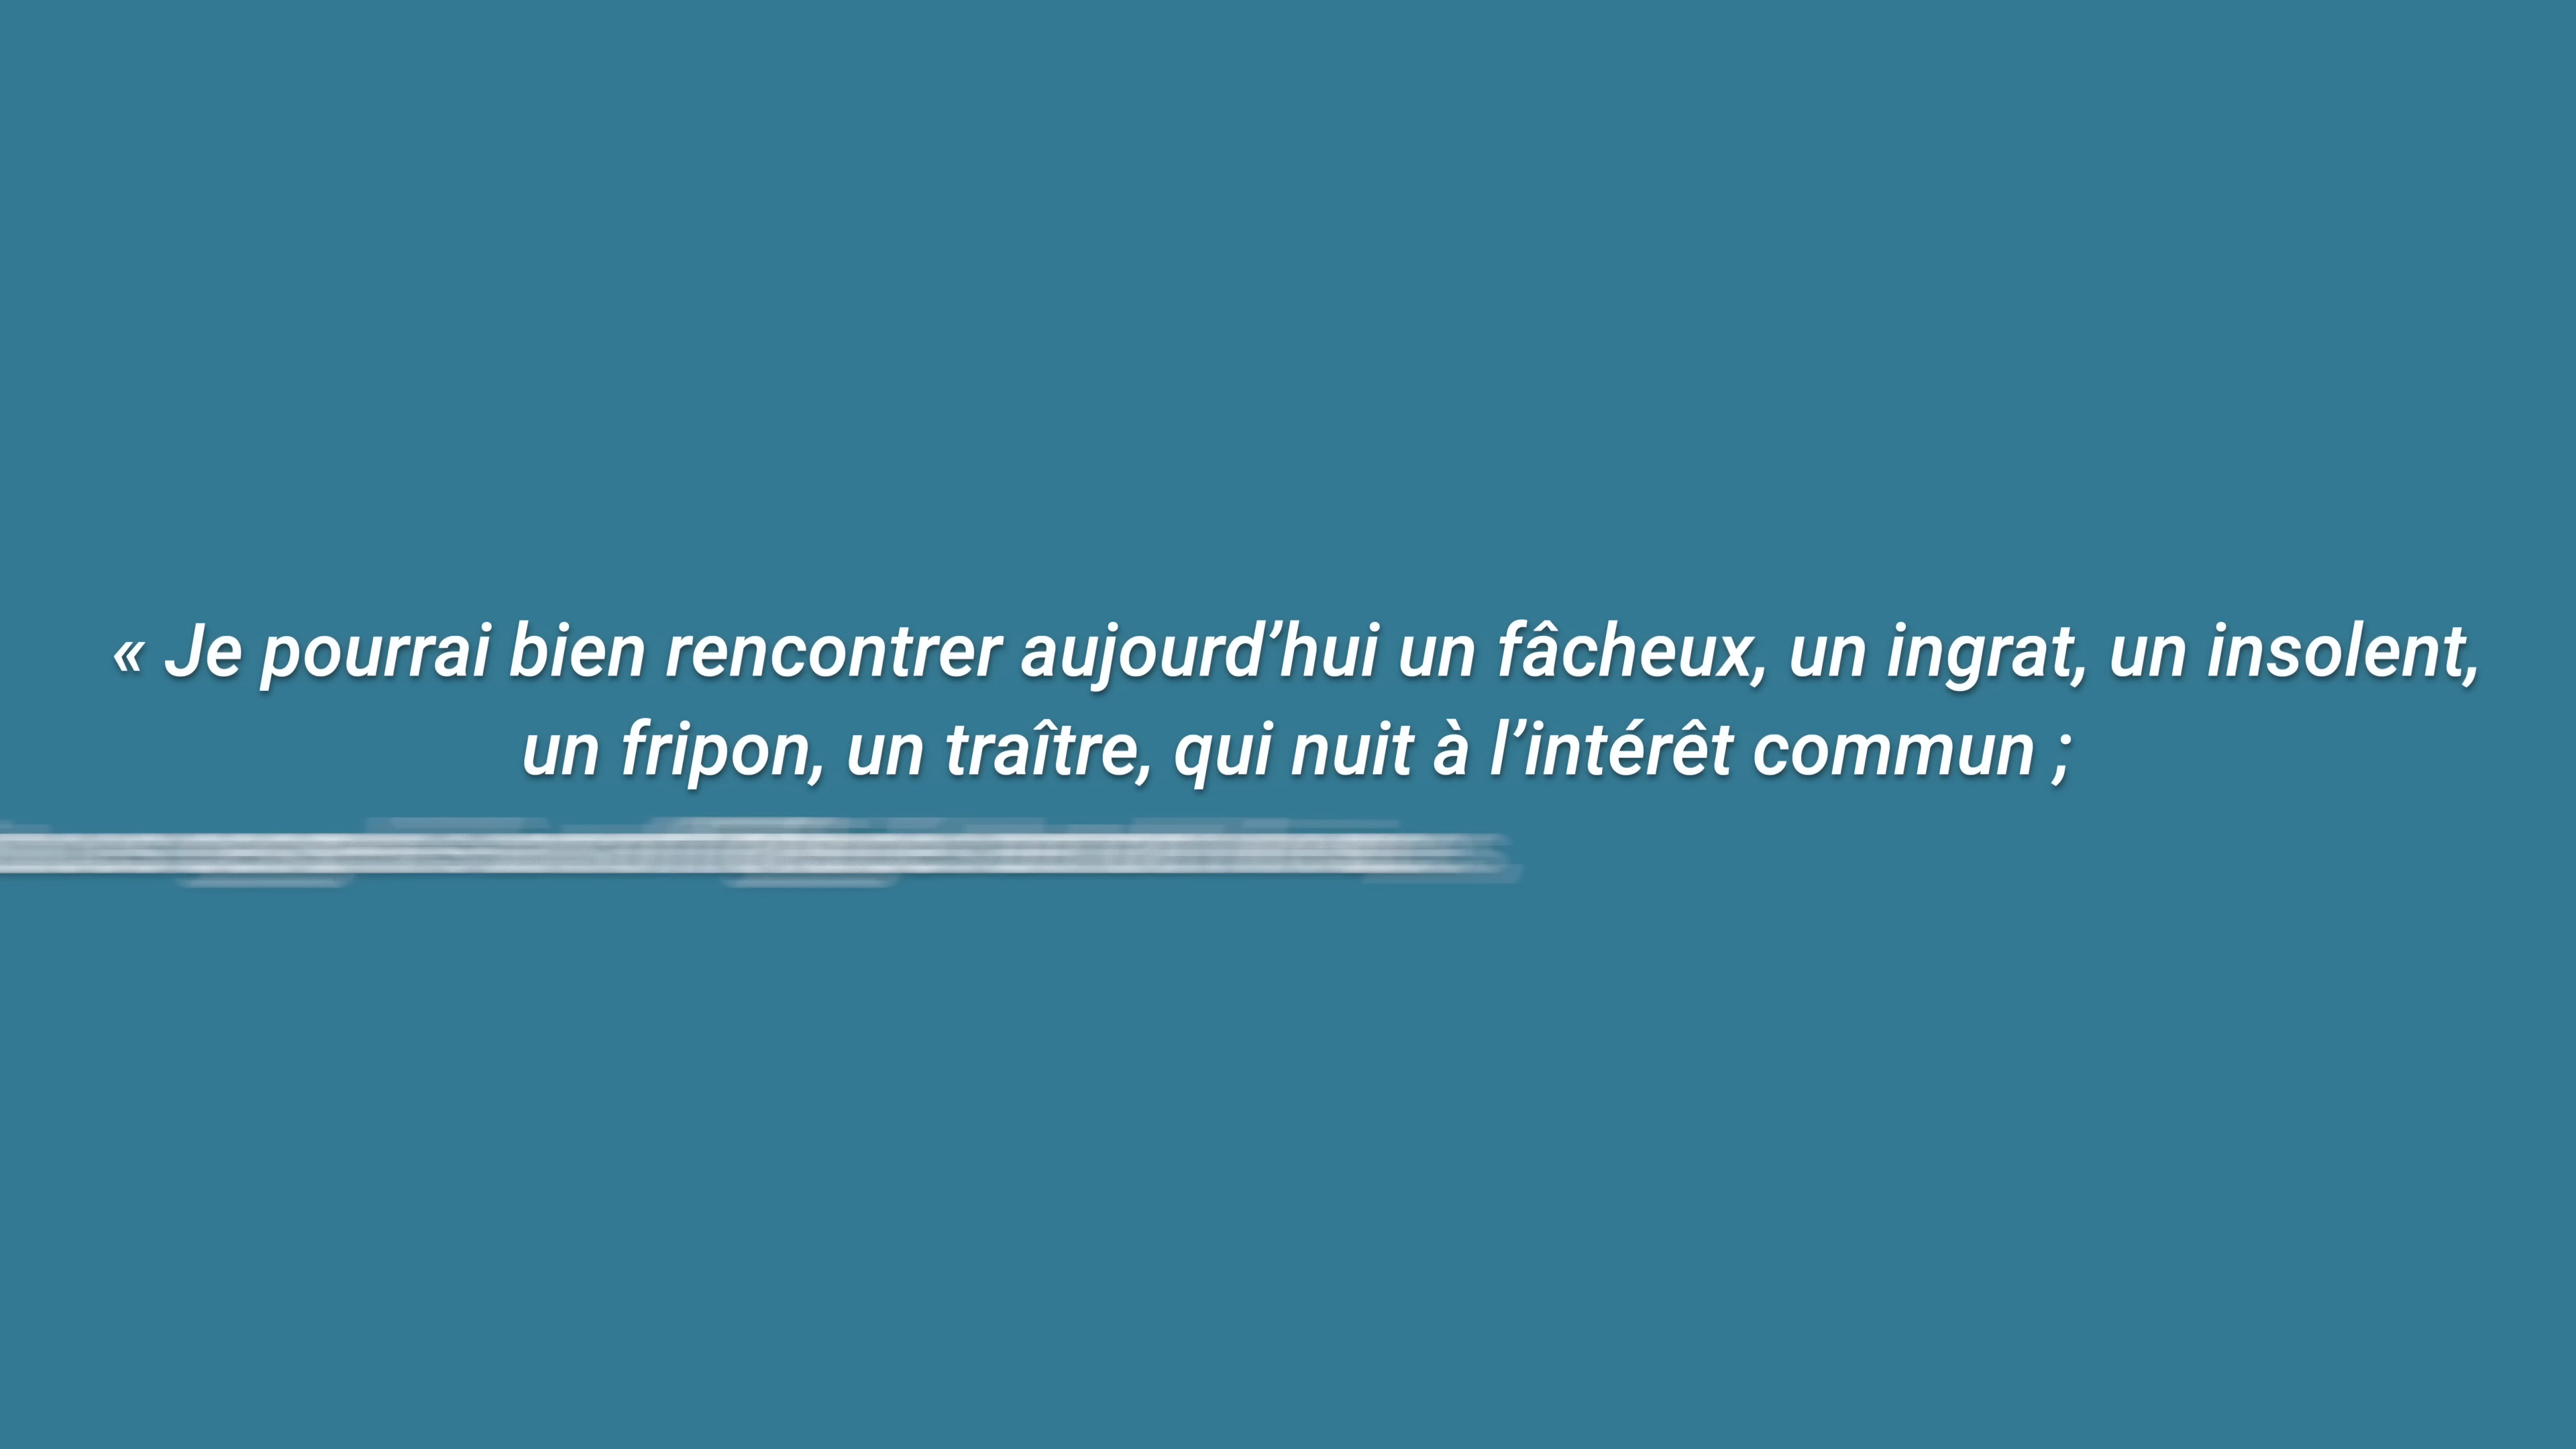 « Je pourrai bien rencontrer aujourd’hui un fâcheux, un ingrat, un insolent,
un fripon, un traître, qui nuit à l’intérêt commun ;